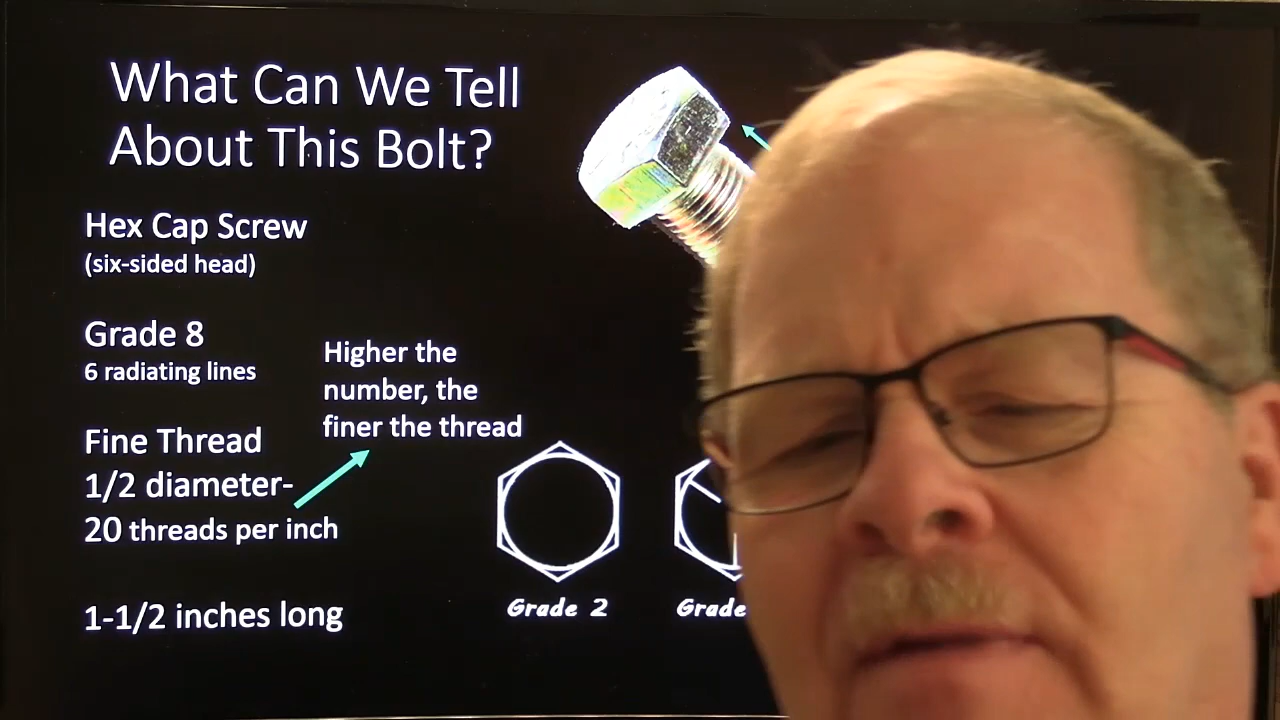 What Can We Tell
About This Bolt?
Hex Cap Screw
(six-sided head)
Grade 8
6 radiating lines
Higher the
number, the
finer the thread
Fine Thread
1/2 diameter-
20 threads per inch
1-1/2 inches long
Grade 2
Grade